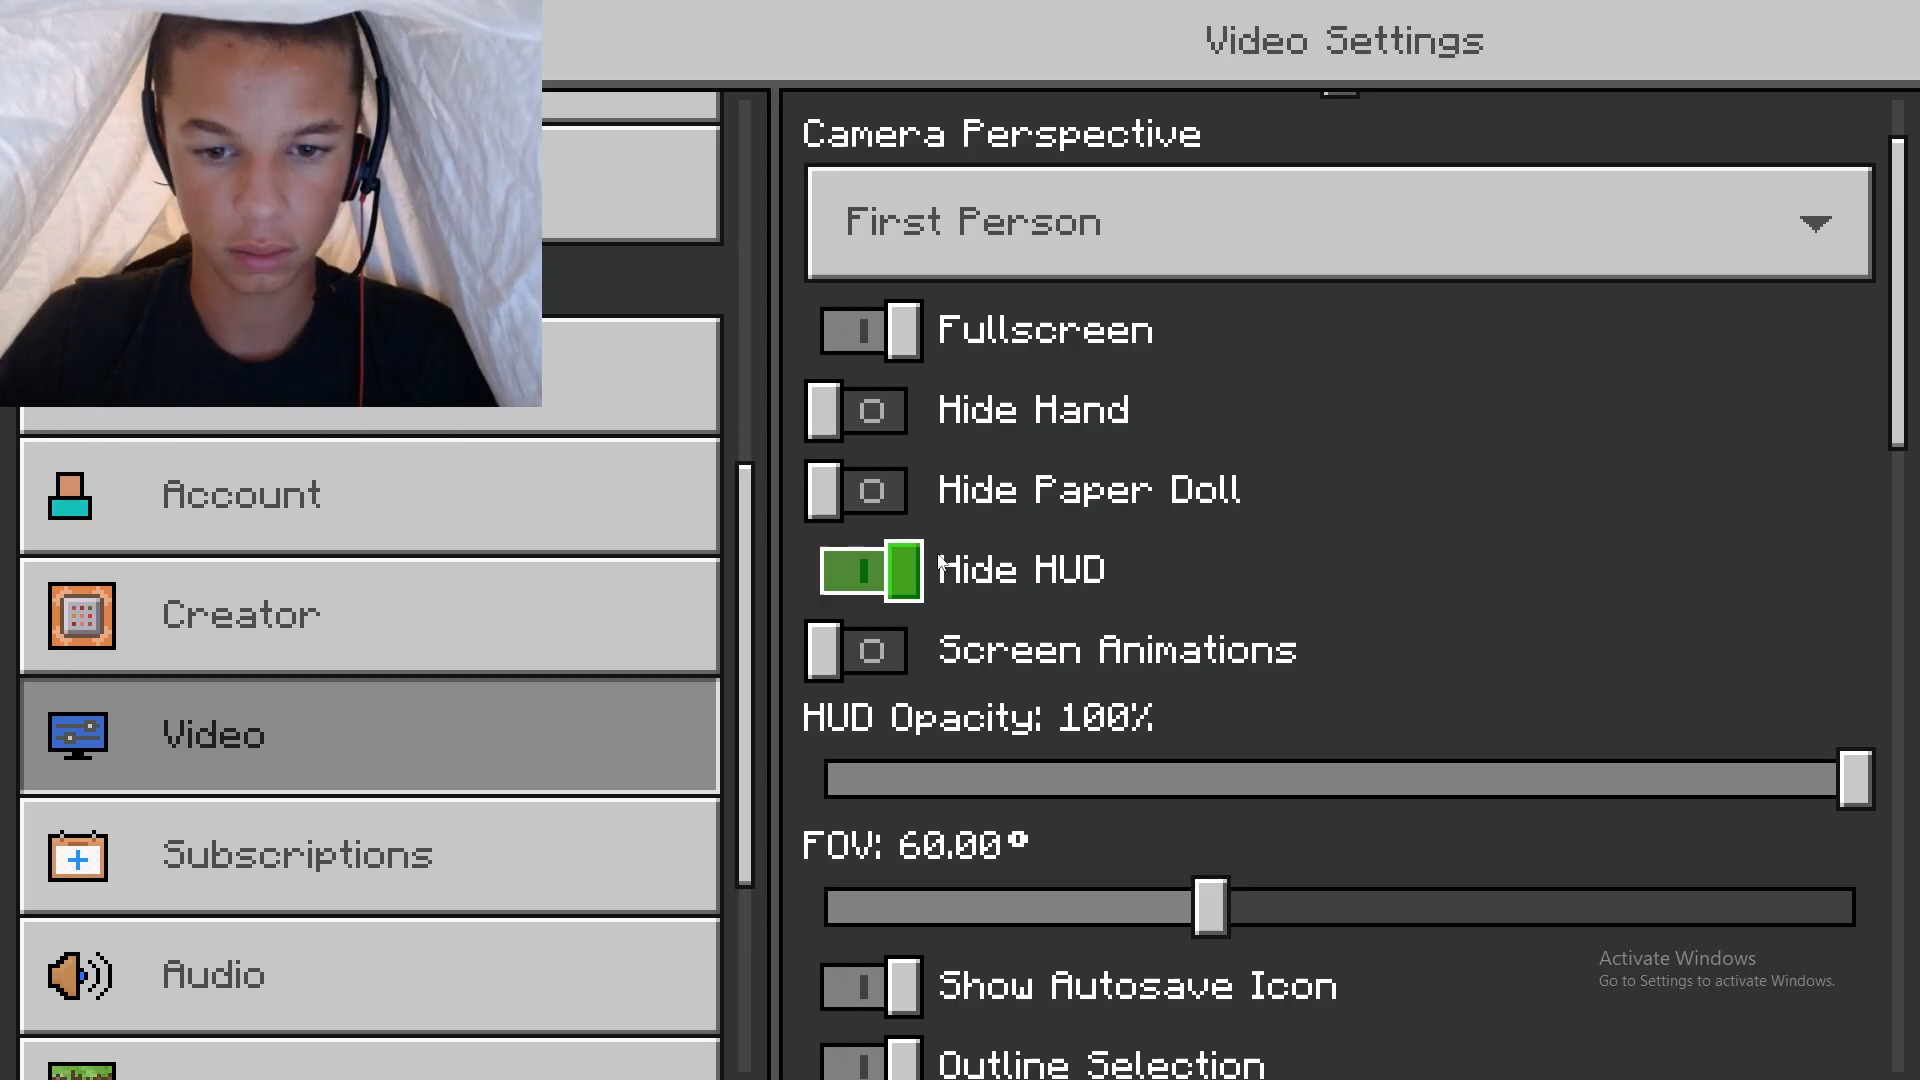 Video Settings
Camera Perspective
First Person
Fullscreen
Hide Hand
Hide Paper Doll
Hide HUD
Screen Animations
HUD Opacity: 100%
FOV: 60.00°
Show Autosave Icon
Outline Selection
Account
Creator
Video
Subscriptions
Audio
Activate Windows
Go to Settings to activate Windows.